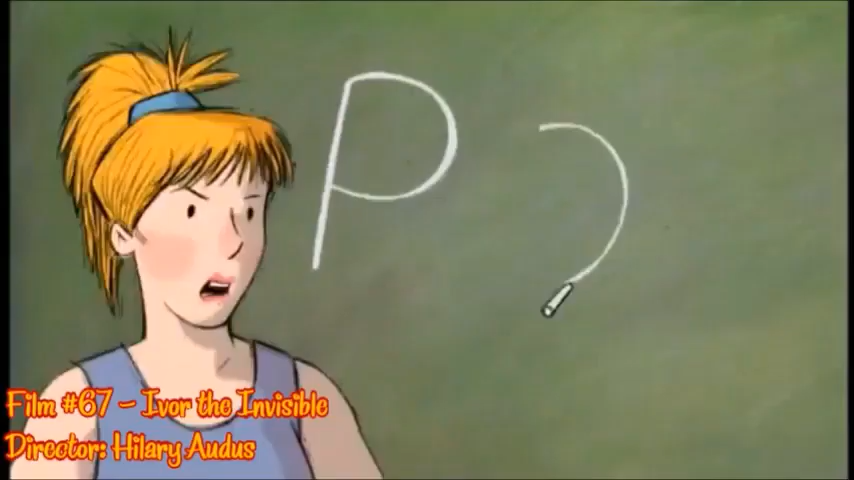 P
Film #67 – Ivor the Invisible
Director: Hilary Audus